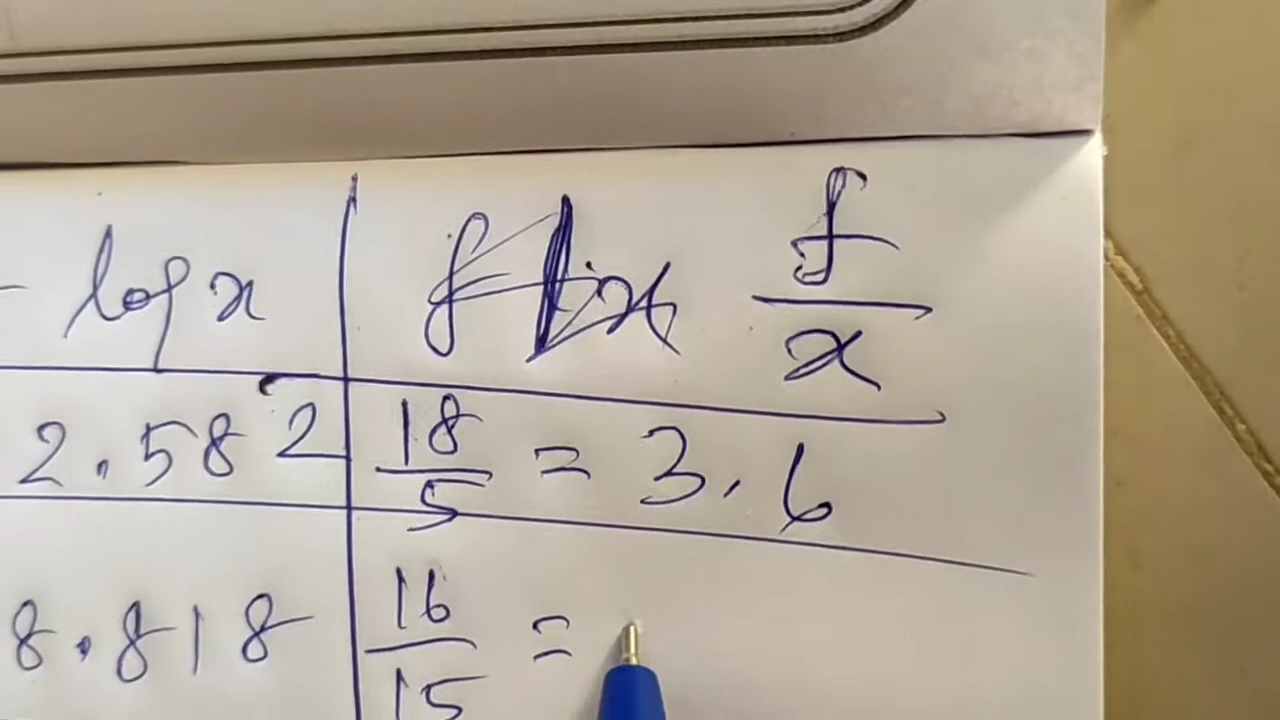 log x f/x
2.582 18/5 = 3.6
8.818 16/15 =